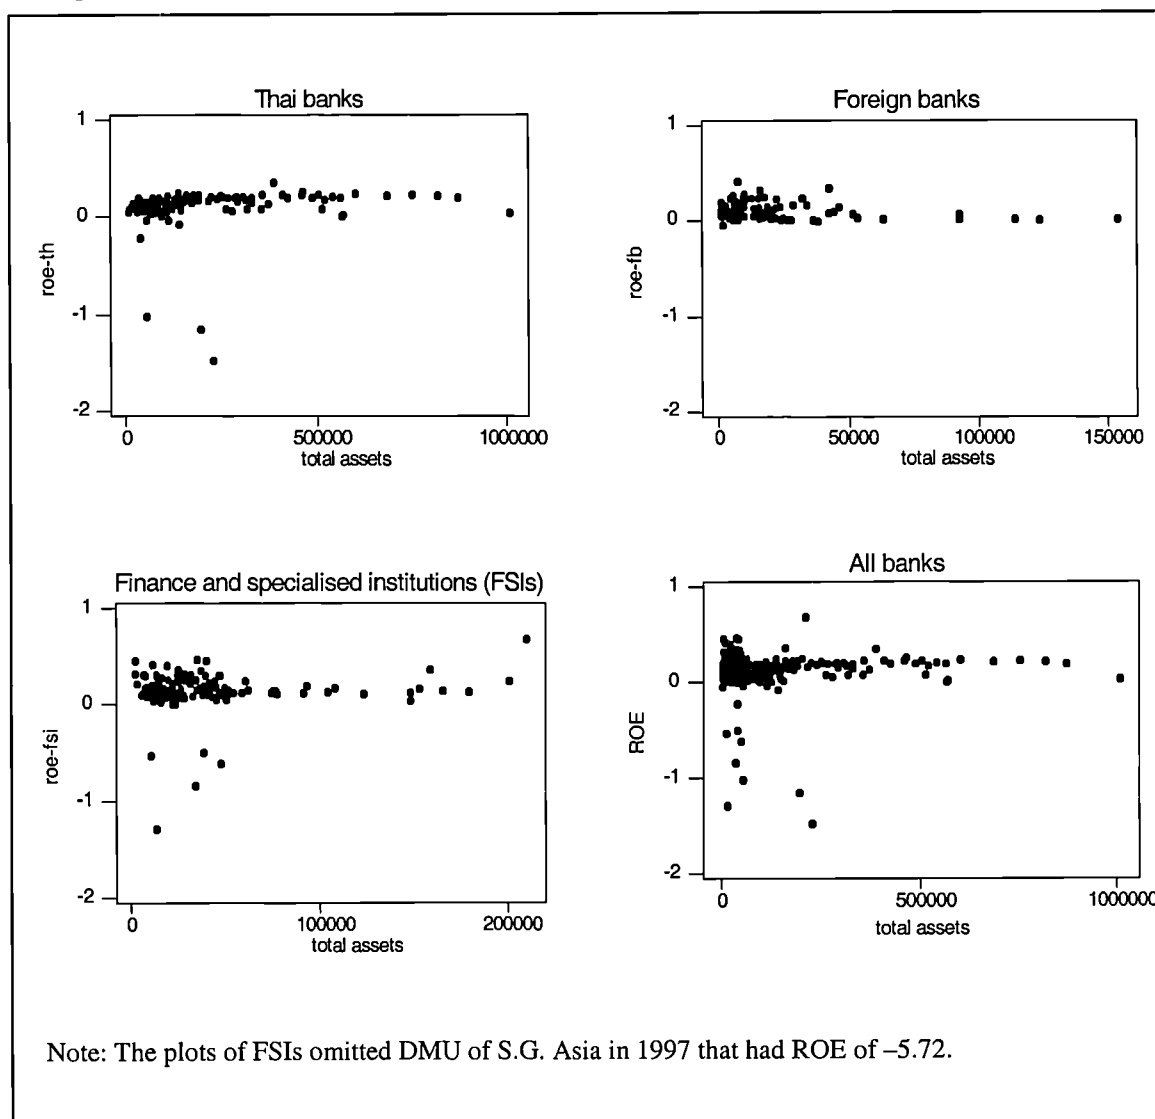 Thai banks
1
0
-1
-2
roe-th
0 500000 1000000
total assets
Foreign banks
1
0
-1
-2
roe-fb
0 50000 100000 150000
total assets
Finance and specialised institutions (FSIs)
1
0
-1
-2
roe-fsi
0 100000 200000
total assets
All banks
1
0
-1
-2
ROE
0 500000 1000000
total assets
Note: The plots of FSIs omitted DMU of S.G. Asia in 1997 that had ROE of –5.72.